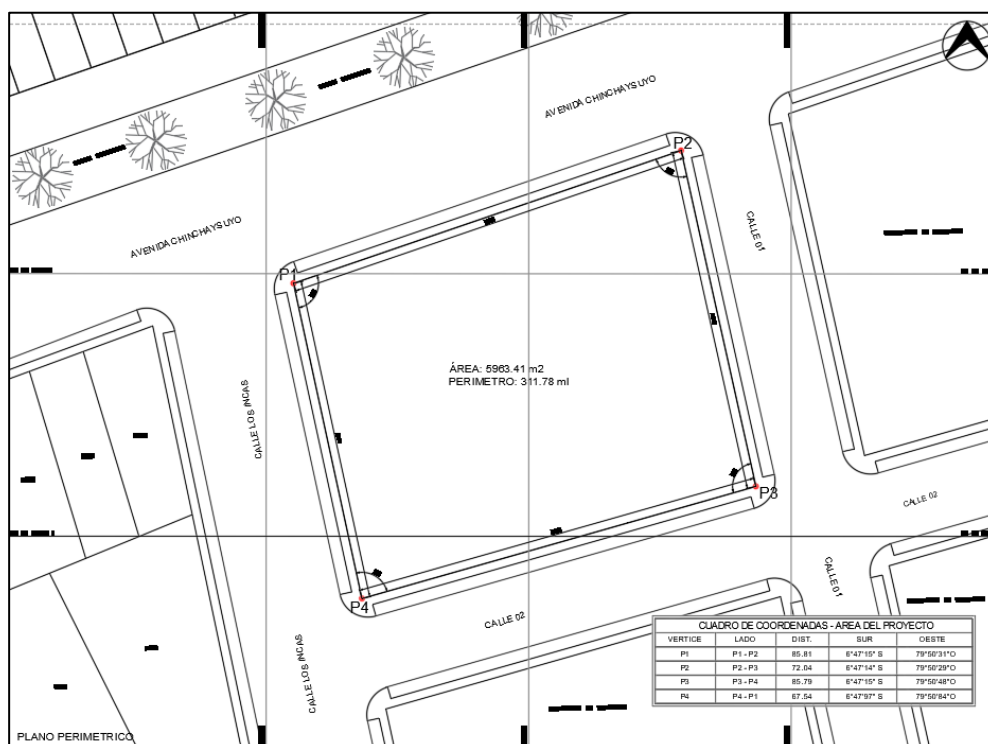 AVENIDA CHINCHAYSUYO
P2
CALLE 01
AVENIDA CHINCHAYSUYO
P1
ÁREA: 5963.41 m2
PERIMETRO: 311.78 ml
CALLE LOS INCAS
P3
CALLE 02
CALLE 01
P4
CALLE 02
CALLE LOS INCAS
CUADRO DE COORDENADAS - AREA DEL PROYECTO
VERTICE LADO DIST. SUR OESTE
P1 P1 - P2 85.81 6°47'15" S 79°50'31"O
P2 P2 - P3 72.04 6°47'14" S 79°50'29"O
P3 P3 - P4 85.79 6°47'15" S 79°50'48"O
P4 P4 - P1 67.54 6°47'97" S 79°50'84"O
PLANO PERIMETRICO